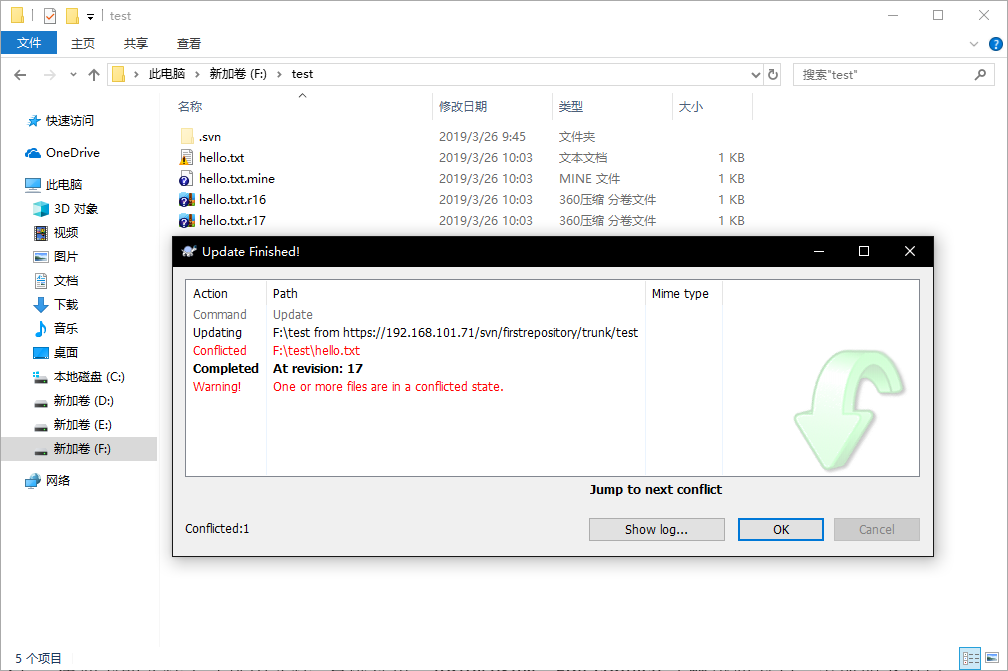 test
文件 主页 共享 查看
此电脑 新加卷 (F:) test 搜索"test"
名称 修改日期 类型 大小
快速访问
OneDrive
此电脑
3D 对象
视频
图片
文档
下载
音乐
桌面
本地磁盘 (C:)
新加卷 (D:)
新加卷 (E:)
新加卷 (F:)
网络
.svn 2019/3/26 9:45 文件夹
hello.txt 2019/3/26 10:03 文本文档 1 KB
hello.txt.mine 2019/3/26 10:03 MINE 文件 1 KB
hello.txt.r16 2019/3/26 10:03 360压缩 分卷文件 1 KB
hello.txt.r17 2019/3/26 10:03 360压缩 分卷文件 1 KB
Update Finished!
Action Path Mime type
Command Update
Updating F:\test from https://192.168.101.71/svn/firstrepository/trunk/test
Conflicted F:\test\hello.txt
Completed At revision: 17
Warning! One or more files are in a conflicted state.
Jump to next conflict
Conflicted:1 Show log... OK Cancel
5 个项目